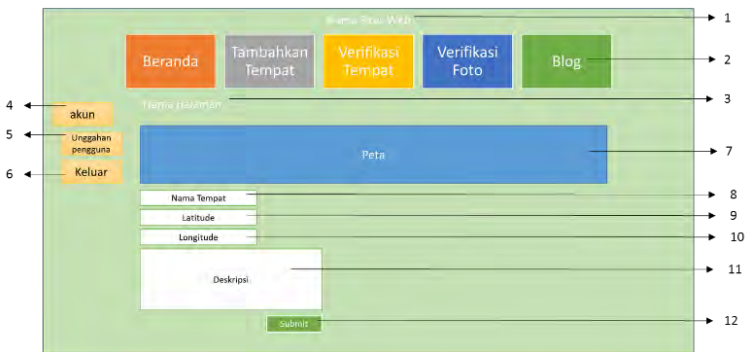 Nama Situs Web
1
Beranda
Tambahkan
Tempat
Verifikasi
Tempat
Verifikasi
Foto
Blog
2
Nama Halaman
3
4
akun
5
Unggahan
pengguna
6
Keluar
Peta
7
Nama Tempat
8
Latitude
9
Longitude
10
Deskripsi
11
Submit
12